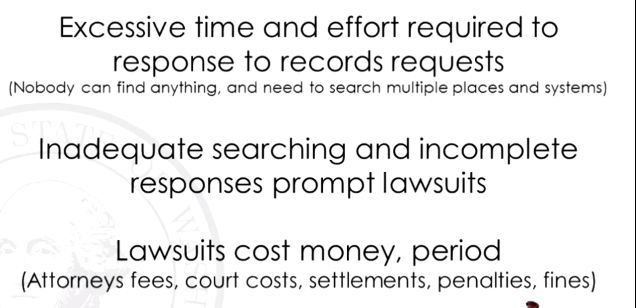 Excessive time and effort required to
response to records requests
(Nobody can find anything, and need to search multiple places and systems)
Inadequate searching and incomplete
responses prompt lawsuits
Lawsuits cost money, period
(Attorneys fees, court costs, settlements, penalties, fines)